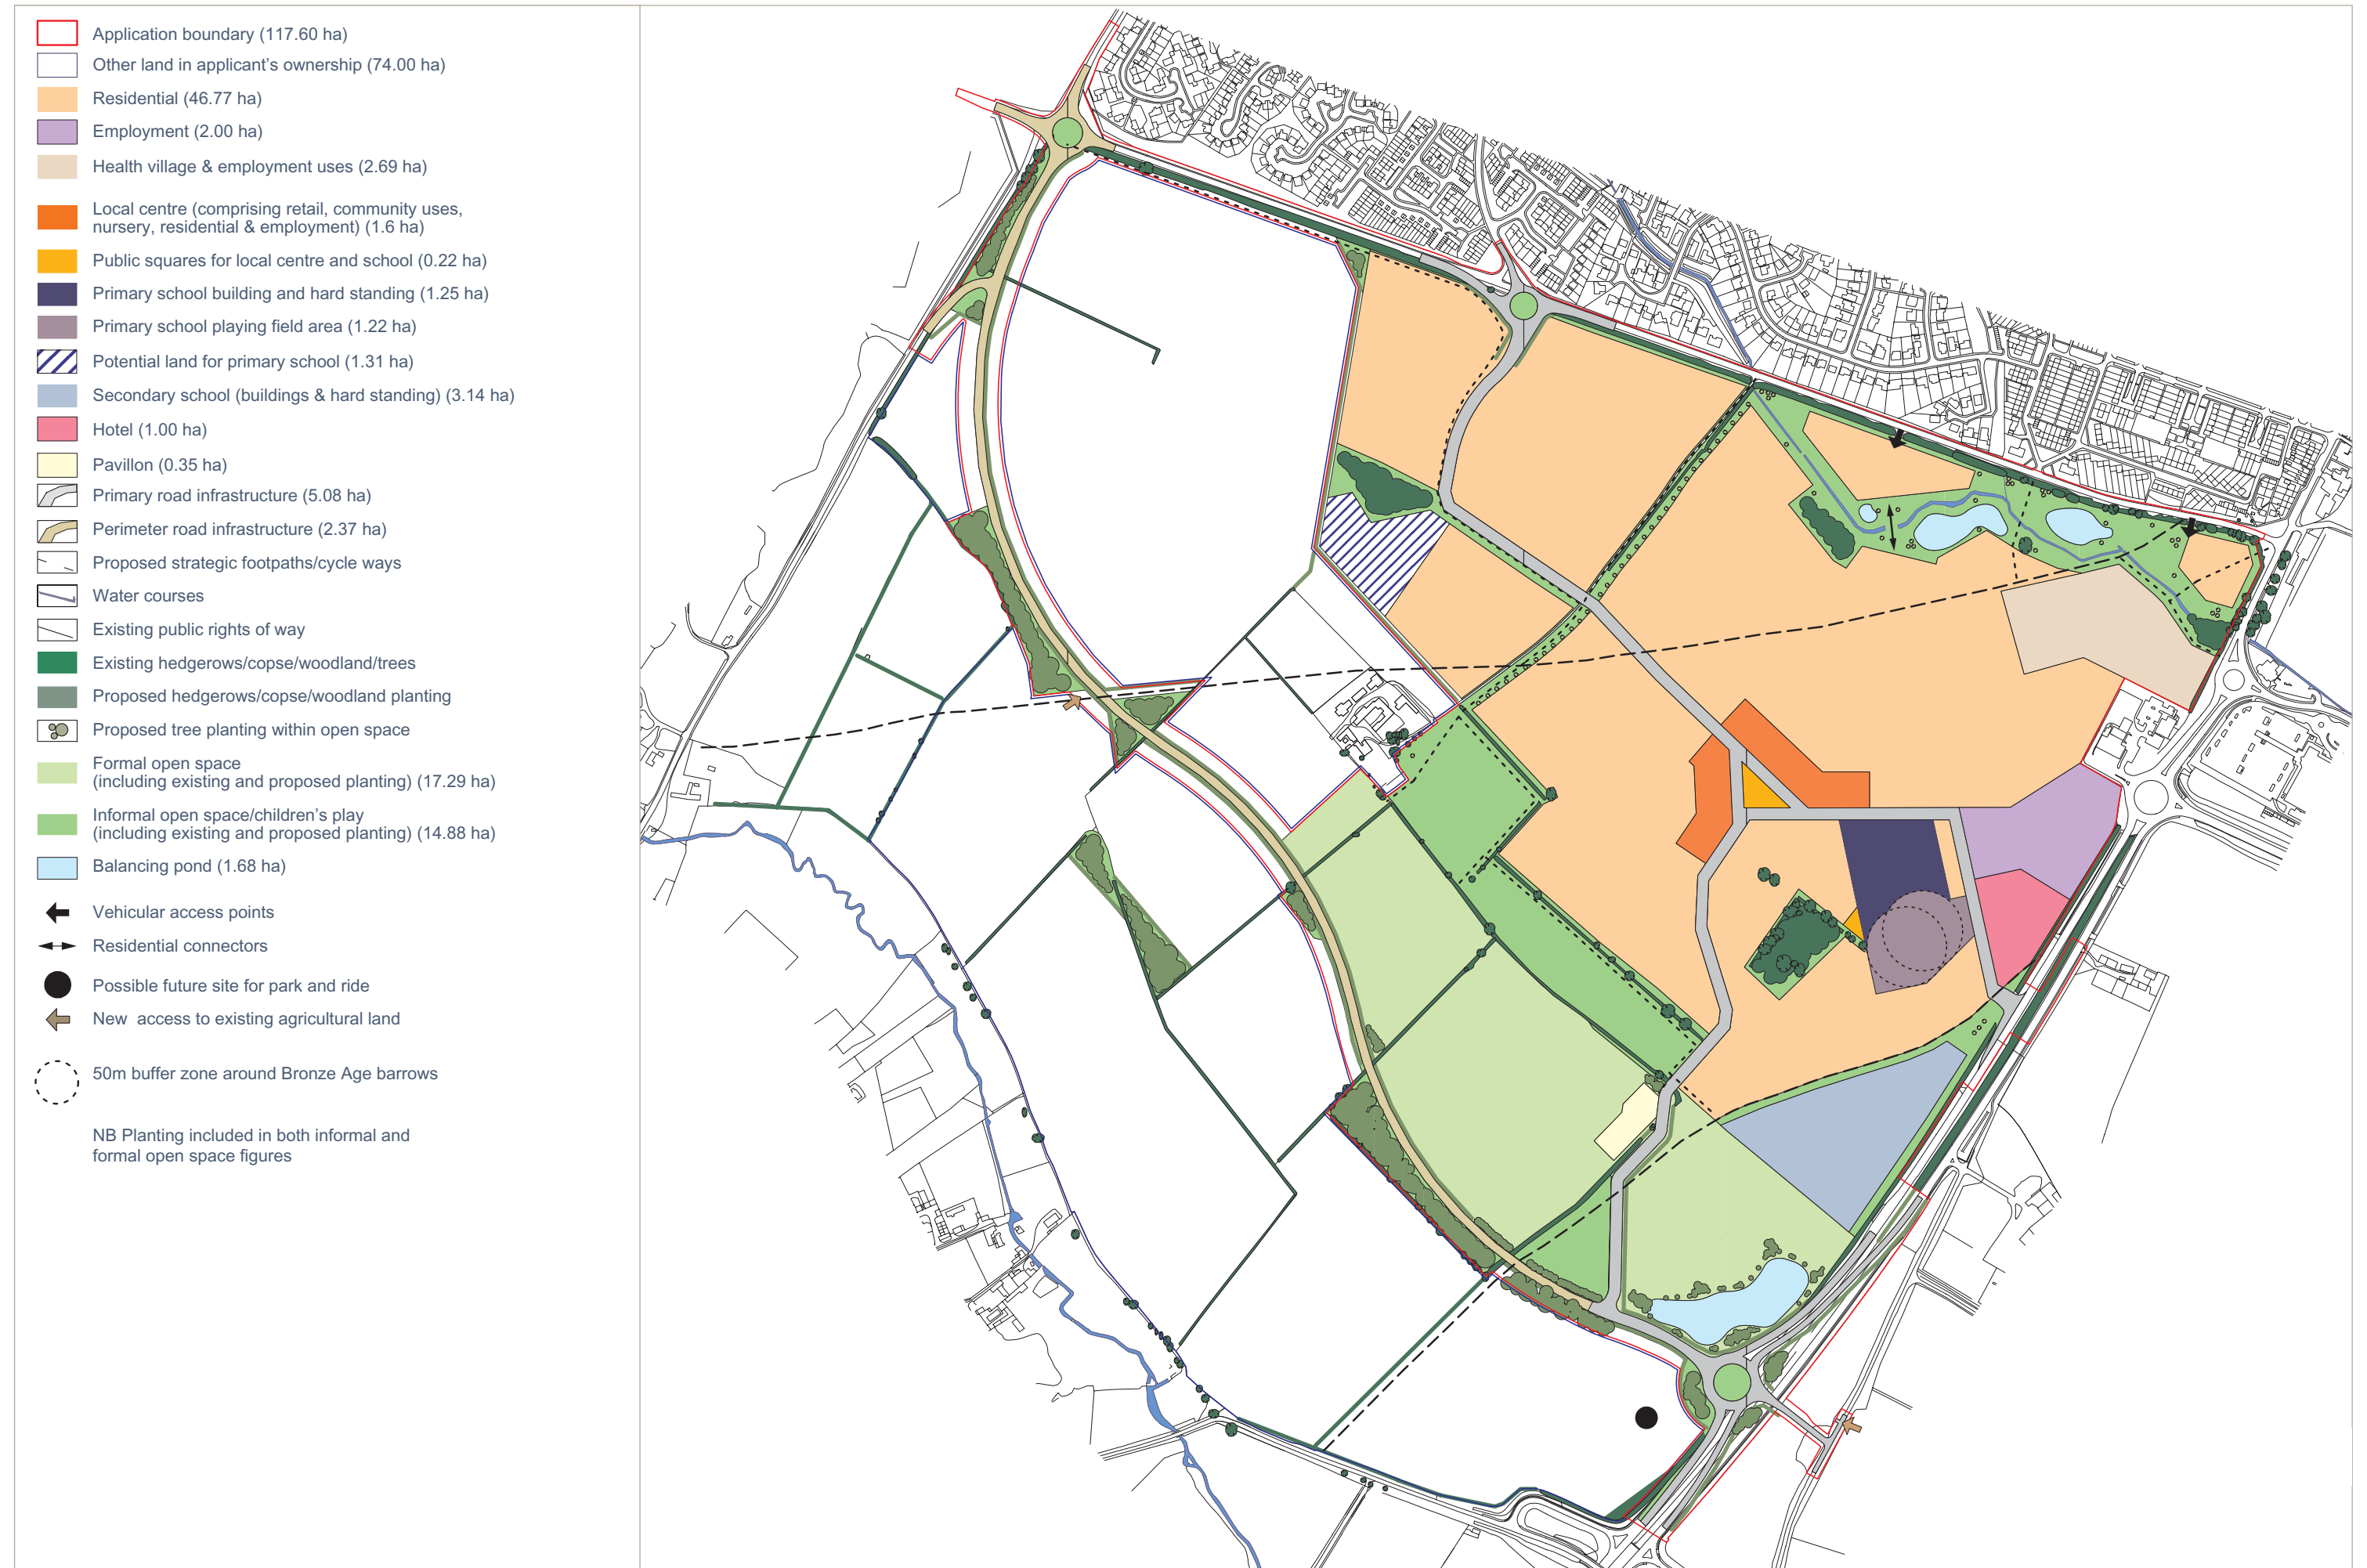 Application boundary (117.60 ha)
Other land in applicant's ownership (74.00 ha)
Residential (46.77 ha)
Employment (2.00 ha)
Health village & employment uses (2.69 ha)
Local centre (comprising retail, community uses,
nursery, residential & employment) (1.6 ha)
Public squares for local centre and school (0.22 ha)
Primary school building and hard standing (1.25 ha)
Primary school playing field area (1.22 ha)
Potential land for primary school (1.31 ha)
Secondary school (buildings & hard standing) (3.14 ha)
Hotel (1.00 ha)
Pavillon (0.35 ha)
Primary road infrastructure (5.08 ha)
Perimeter road infrastructure (2.37 ha)
Proposed strategic footpaths/cycle ways
Water courses
Existing public rights of way
Existing hedgerows/copse/woodland/trees
Proposed hedgerows/copse/woodland planting
Proposed tree planting within open space
Formal open space
(including existing and proposed planting) (17.29 ha)
Informal open space/children's play
(including existing and proposed planting) (14.88 ha)
Balancing pond (1.68 ha)
Vehicular access points
Residential connectors
Possible future site for park and ride
New access to existing agricultural land
50m buffer zone around Bronze Age barrows
NB Planting included in both informal and
formal open space figures